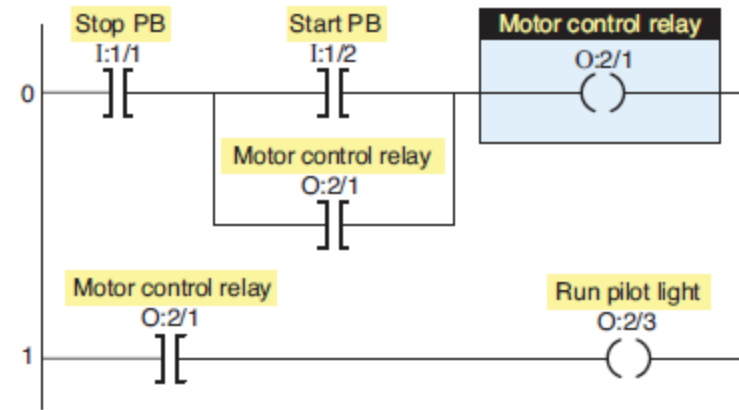 Stop PB
I:1/1
Start PB
I:1/2
Motor control relay
O:2/1
0
Motor control relay
O:2/1
Motor control relay
O:2/1
Run pilot light
O:2/3
1